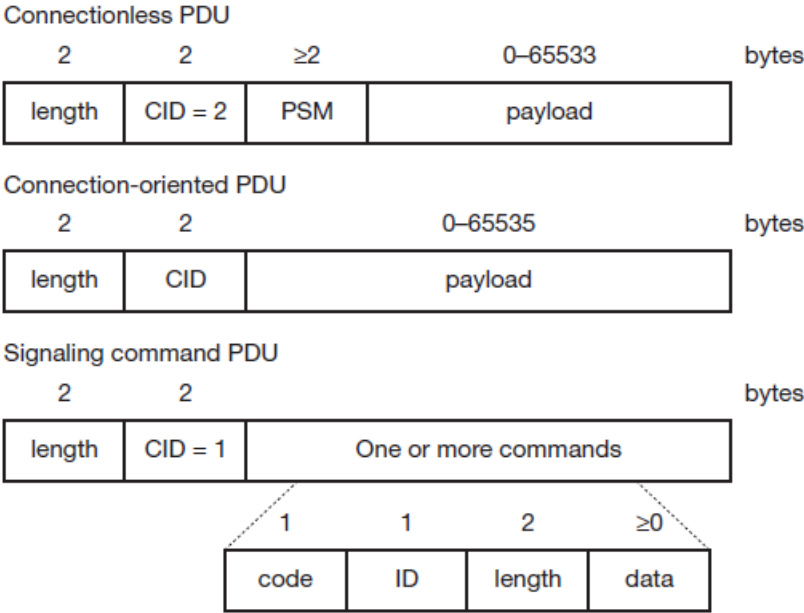 Connectionless PDU
2 2 ≥2 0–65533 bytes
length CID = 2 PSM payload
Connection-oriented PDU
2 2 0–65535 bytes
length CID payload
Signaling command PDU
2 2 bytes
length CID = 1 One or more commands
1 1 2 ≥0
code ID length data